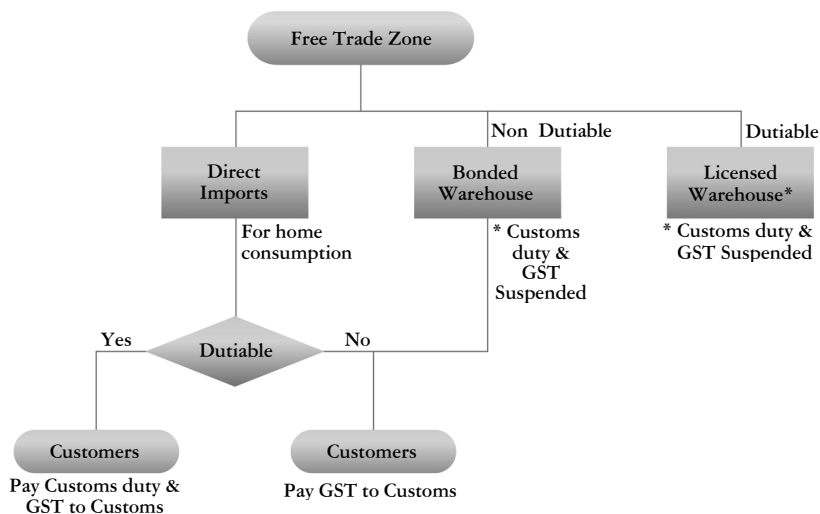 Free Trade Zone
Non Dutiable
Dutiable
Direct
Imports
Bonded
Warehouse
Licensed
Warehouse*
For home
consumption
* Customs
duty &
GST
Suspended
* Customs duty &
GST Suspended
Yes
Dutiable
No
Customers
Customers
Pay Customs duty &
GST to Customs
Pay GST to Customs